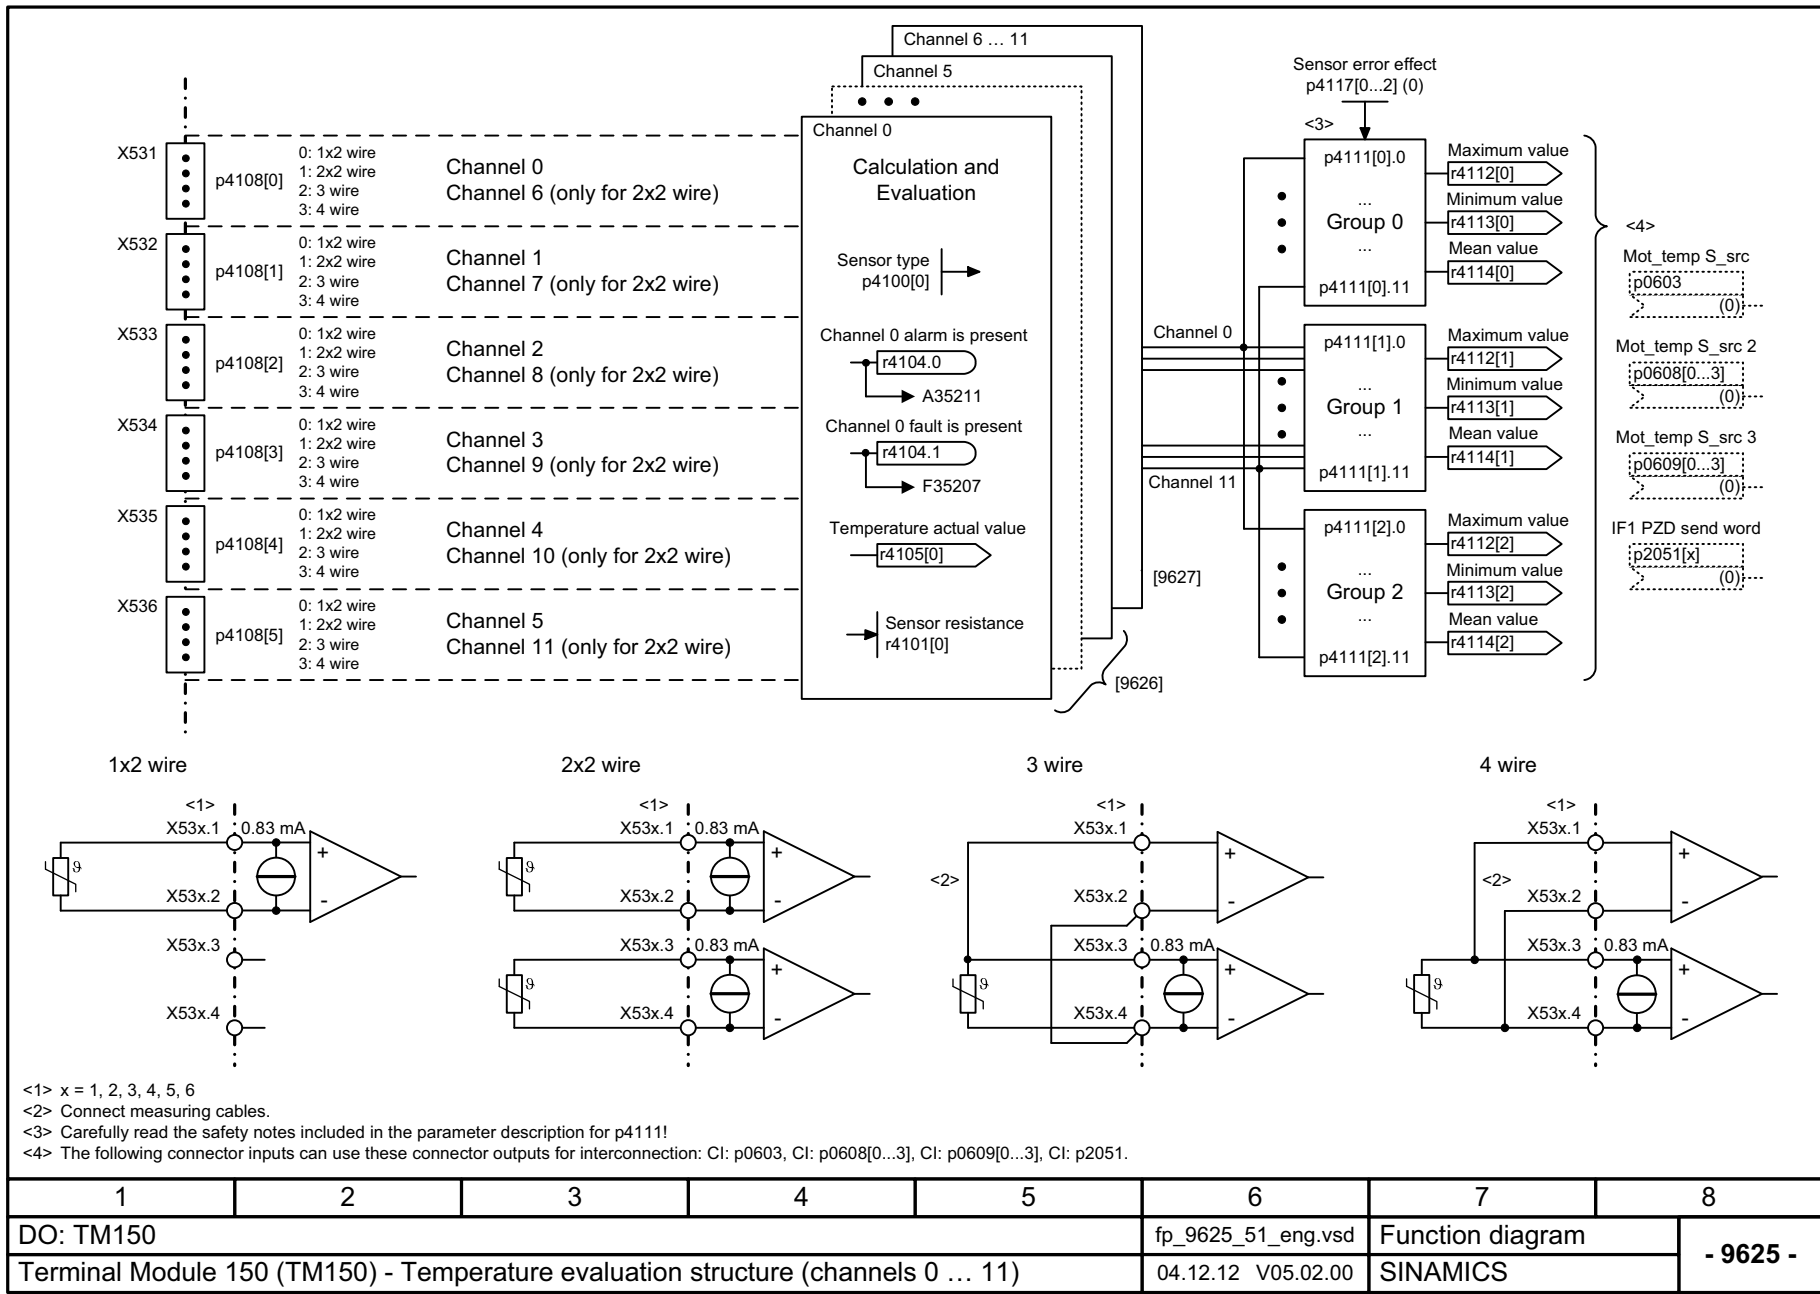 Channel 6 … 11
Channel 5
Channel 0
Calculation and
Evaluation
Sensor type
p4100[0]
Channel 0 alarm is present
r4104.0
A35211
Channel 0 fault is present
r4104.1
F35207
Temperature actual value
r4105[0]
Sensor resistance
r4101[0]
[9627]
[9626]
X531
p4108[0]
0: 1x2 wire
1: 2x2 wire
2: 3 wire
3: 4 wire
Channel 0
Channel 6 (only for 2x2 wire)
X532
p4108[1]
0: 1x2 wire
1: 2x2 wire
2: 3 wire
3: 4 wire
Channel 1
Channel 7 (only for 2x2 wire)
X533
p4108[2]
0: 1x2 wire
1: 2x2 wire
2: 3 wire
3: 4 wire
Channel 2
Channel 8 (only for 2x2 wire)
X534
p4108[3]
0: 1x2 wire
1: 2x2 wire
2: 3 wire
3: 4 wire
Channel 3
Channel 9 (only for 2x2 wire)
X535
p4108[4]
0: 1x2 wire
1: 2x2 wire
2: 3 wire
3: 4 wire
Channel 4
Channel 10 (only for 2x2 wire)
X536
p4108[5]
0: 1x2 wire
1: 2x2 wire
2: 3 wire
3: 4 wire
Channel 5
Channel 11 (only for 2x2 wire)
Channel 0
Channel 11
Sensor error effect
p4117[0...2] (0)
<3>
p4111[0].0
...
Group 0
...
p4111[0].11
Maximum value
r4112[0]
Minimum value
r4113[0]
Mean value
r4114[0]
p4111[1].0
...
Group 1
...
p4111[1].11
Maximum value
r4112[1]
Minimum value
r4113[1]
Mean value
r4114[1]
p4111[2].0
...
Group 2
...
p4111[2].11
Maximum value
r4112[2]
Minimum value
r4113[2]
Mean value
r4114[2]
<4>
Mot_temp S_src
p0603
(0)
Mot_temp S_src 2
p0608[0...3]
(0)
Mot_temp S_src 3
p0609[0...3]
(0)
IF1 PZD send word
p2051[x]
(0)
1x2 wire
<1>
X53x.1
0.83 mA
+
ϑ
X53x.2
-
X53x.3
X53x.4
2x2 wire
<1>
X53x.1
0.83 mA
+
ϑ
X53x.2
-
X53x.3
0.83 mA
+
ϑ
X53x.4
-
3 wire
<1>
X53x.1
+
<2>
X53x.2
-
X53x.3
0.83 mA
+
ϑ
X53x.4
-
4 wire
<1>
X53x.1
+
<2>
X53x.2
-
X53x.3
0.83 mA
+
ϑ
X53x.4
-
<1> x = 1, 2, 3, 4, 5, 6
<2> Connect measuring cables.
<3> Carefully read the safety notes included in the parameter description for p4111!
<4> The following connector inputs can use these connector outputs for interconnection: CI: p0603, CI: p0608[0...3], CI: p0609[0...3], CI: p2051.
1 2 3 4 5 6 7 8
DO: TM150
fp_9625_51_eng.vsd
Function diagram
- 9625 -
Terminal Module 150 (TM150) - Temperature evaluation structure (channels 0 … 11)
04.12.12 V05.02.00
SINAMICS